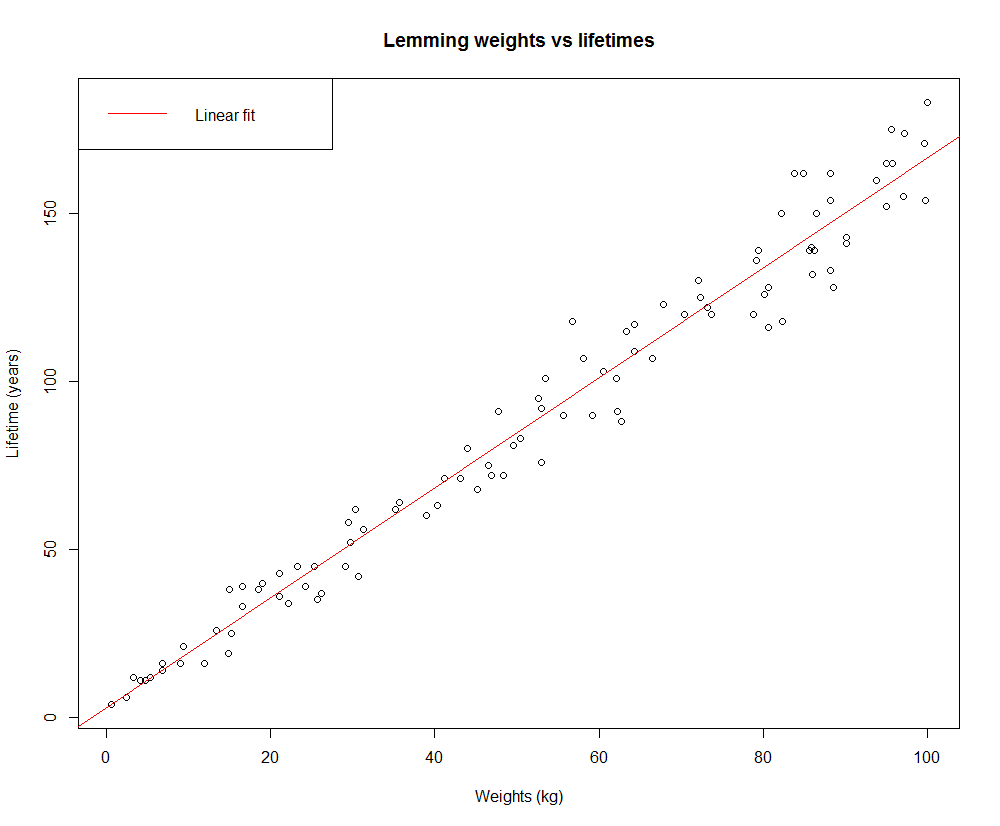 Lemming weights vs lifetimes
Linear fit
Lifetime (years)
150
100
50
0
0 20 40 60 80 100
Weights (kg)